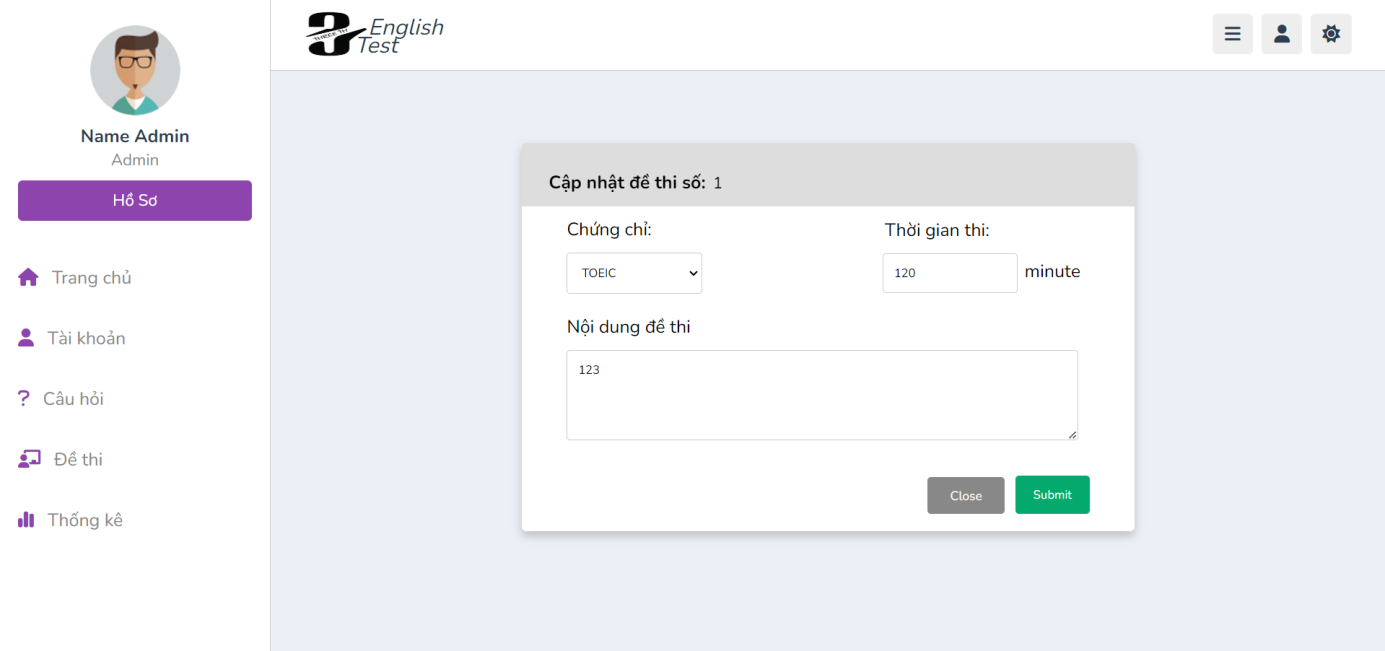 English
Test
Name Admin
Admin
Hồ Sơ
Trang chủ
Tài khoản
Câu hỏi
Đề thi
Thống kê
Cập nhật đề thi số: 1
Chứng chỉ:
Thời gian thi:
TOEIC
120 minute
Nội dung đề thi
123
Close
Submit